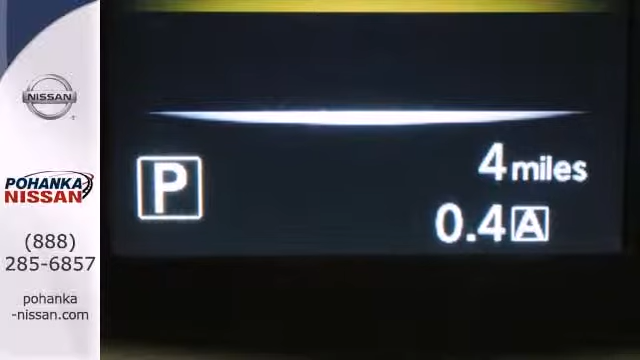 NISSAN
POHANKA
NISSAN
(888)
285-6857
pohanka
-nissan.com
P
4 miles
0.4 A